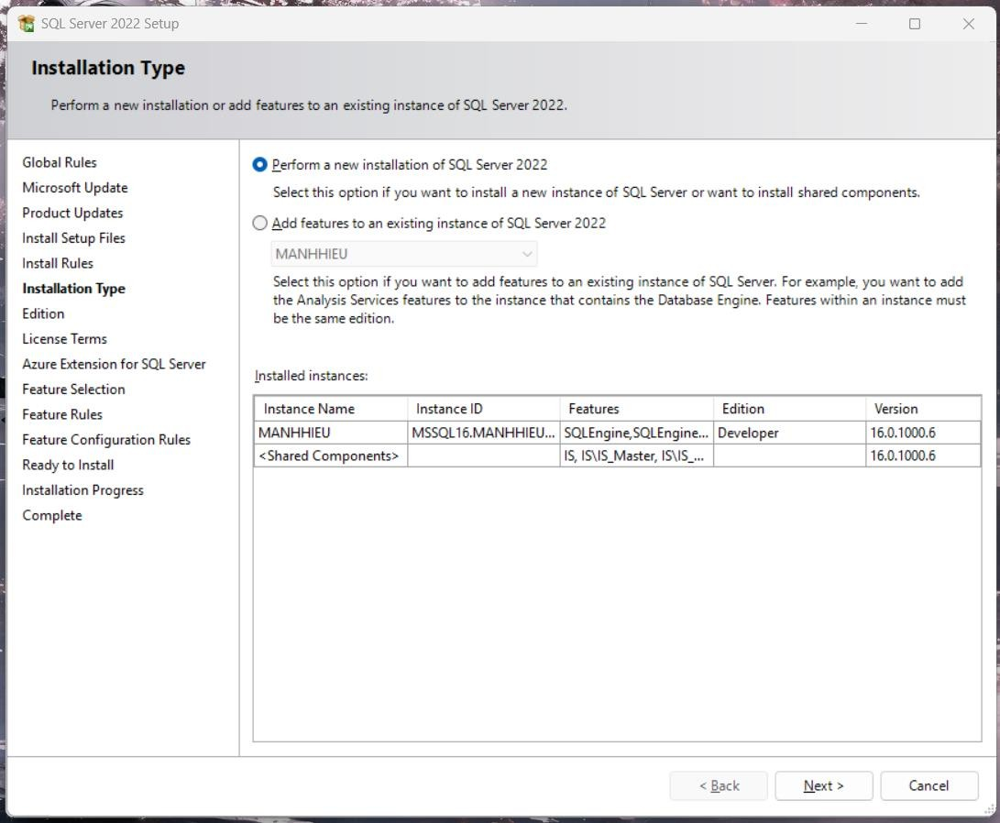 SQL Server 2022 Setup
Installation Type
Perform a new installation or add features to an existing instance of SQL Server 2022.
Global Rules
Microsoft Update
Product Updates
Install Setup Files
Install Rules
Installation Type
Edition
License Terms
Azure Extension for SQL Server
Feature Selection
Feature Rules
Feature Configuration Rules
Ready to Install
Installation Progress
Complete
Perform a new installation of SQL Server 2022
Select this option if you want to install a new instance of SQL Server or want to install shared components.
Add features to an existing instance of SQL Server 2022
MANHHIEU
Select this option if you want to add features to an existing instance of SQL Server. For example, you want to add
the Analysis Services features to the instance that contains the Database Engine. Features within an instance must
be the same edition.
Installed instances:
Instance Name Instance ID Features Edition Version
MANHHIEU MSSQL16.MANHHIEU... SQLEngine,SQLEngine... Developer 16.0.1000.6
<Shared Components> IS, IS\IS_Master, IS\IS_... 16.0.1000.6
< Back Next > Cancel